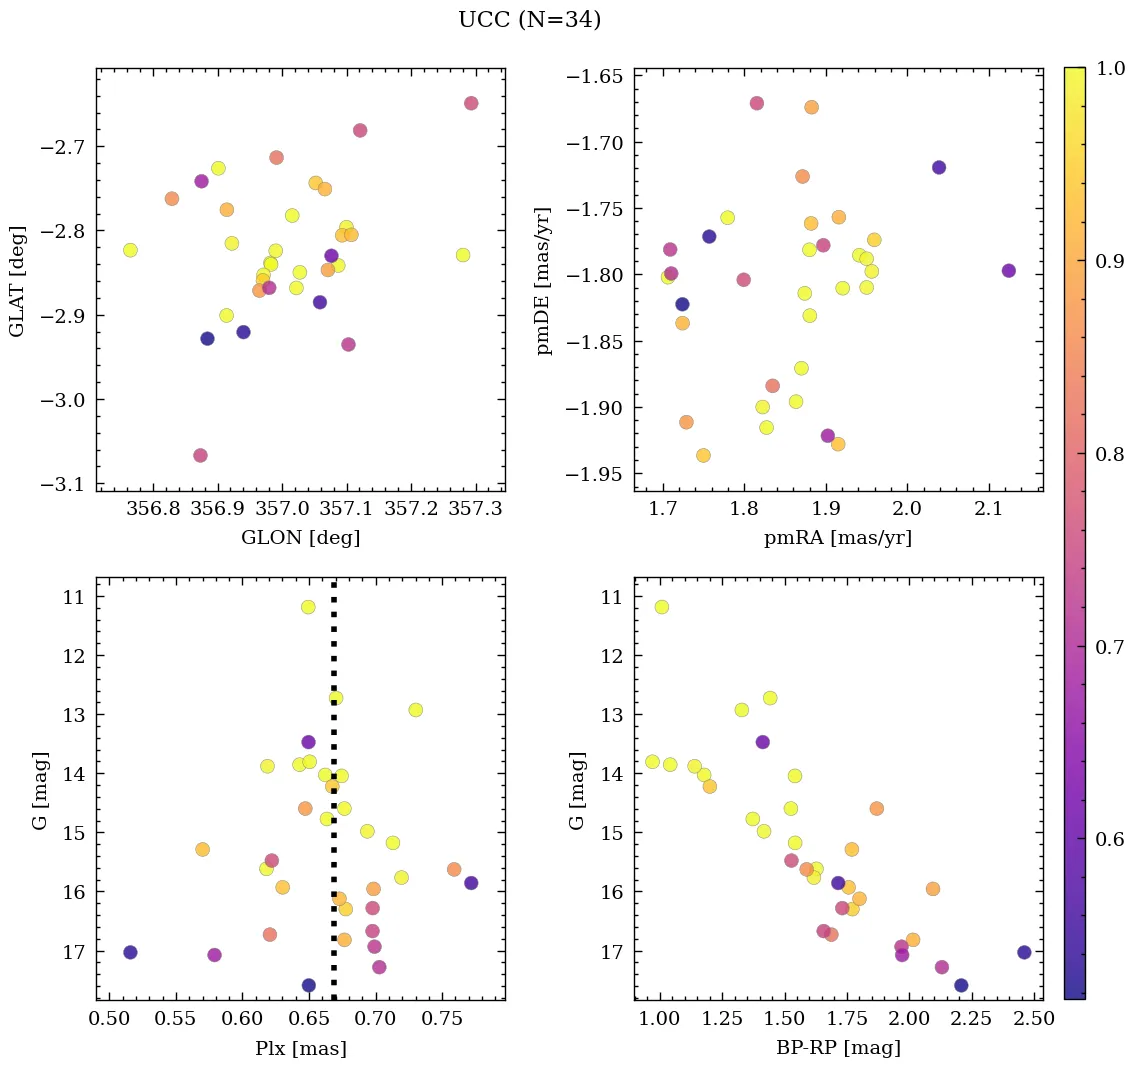 UCC (N=34)
−2.7
−2.8
−2.9
−3.0
−3.1
GLAT [deg]
356.8 356.9 357.0 357.1 357.2 357.3
GLON [deg]
−1.65
−1.70
−1.75
−1.80
−1.85
−1.90
−1.95
pmDE [mas/yr]
1.7 1.8 1.9 2.0 2.1
pmRA [mas/yr]
1.0
0.9
0.8
0.7
0.6
11
12
13
14
15
16
17
G [mag]
0.50 0.55 0.60 0.65 0.70 0.75
Plx [mas]
11
12
13
14
15
16
17
G [mag]
1.00 1.25 1.50 1.75 2.00 2.25 2.50
BP-RP [mag]